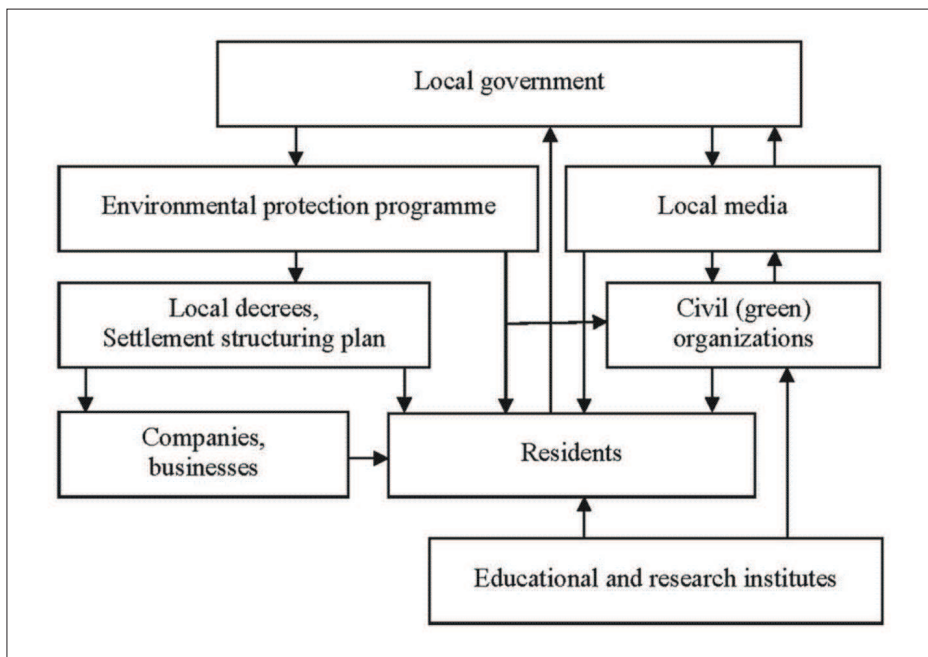 Local government
Environmental protection programme
Local media
Local decrees,
Settlement structuring plan
Civil (green)
organizations
Companies,
businesses
Residents
Educational and research institutes